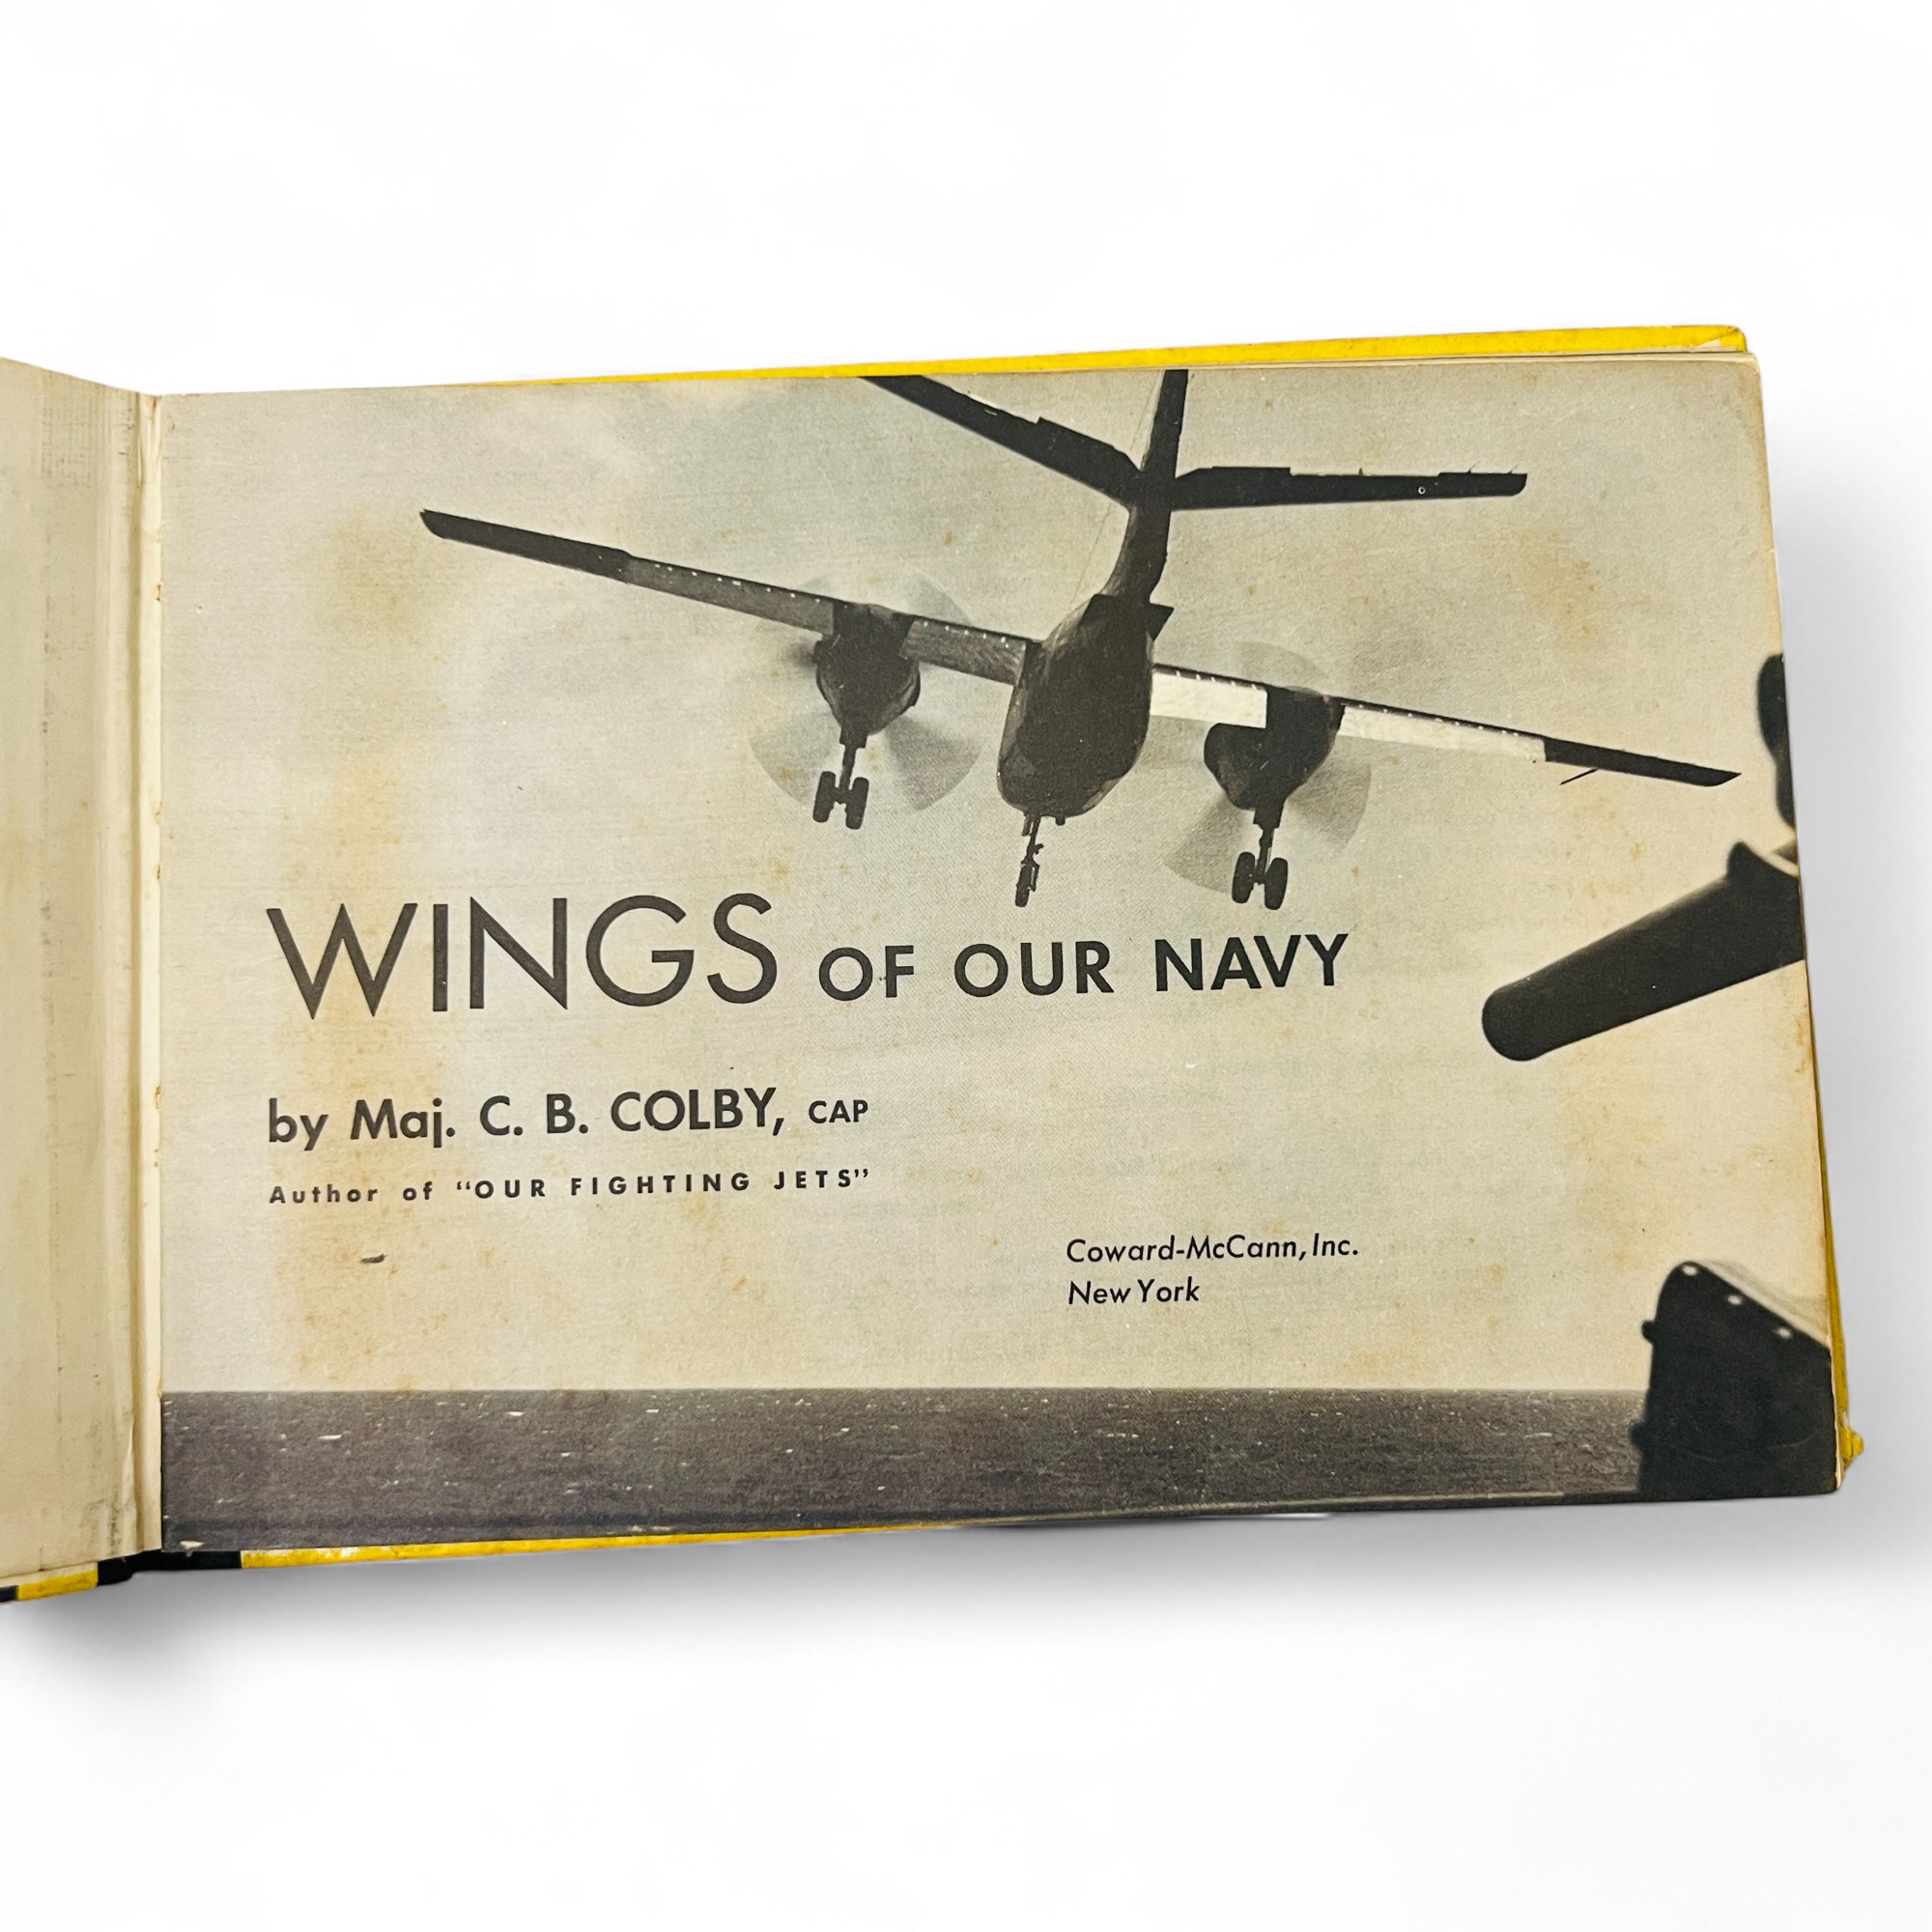 WINGS OF OUR NAVY
by Maj. C. B. COLBY, CAP
Author of “OUR FIGHTING JETS”
Coward-McCann, Inc.
New York